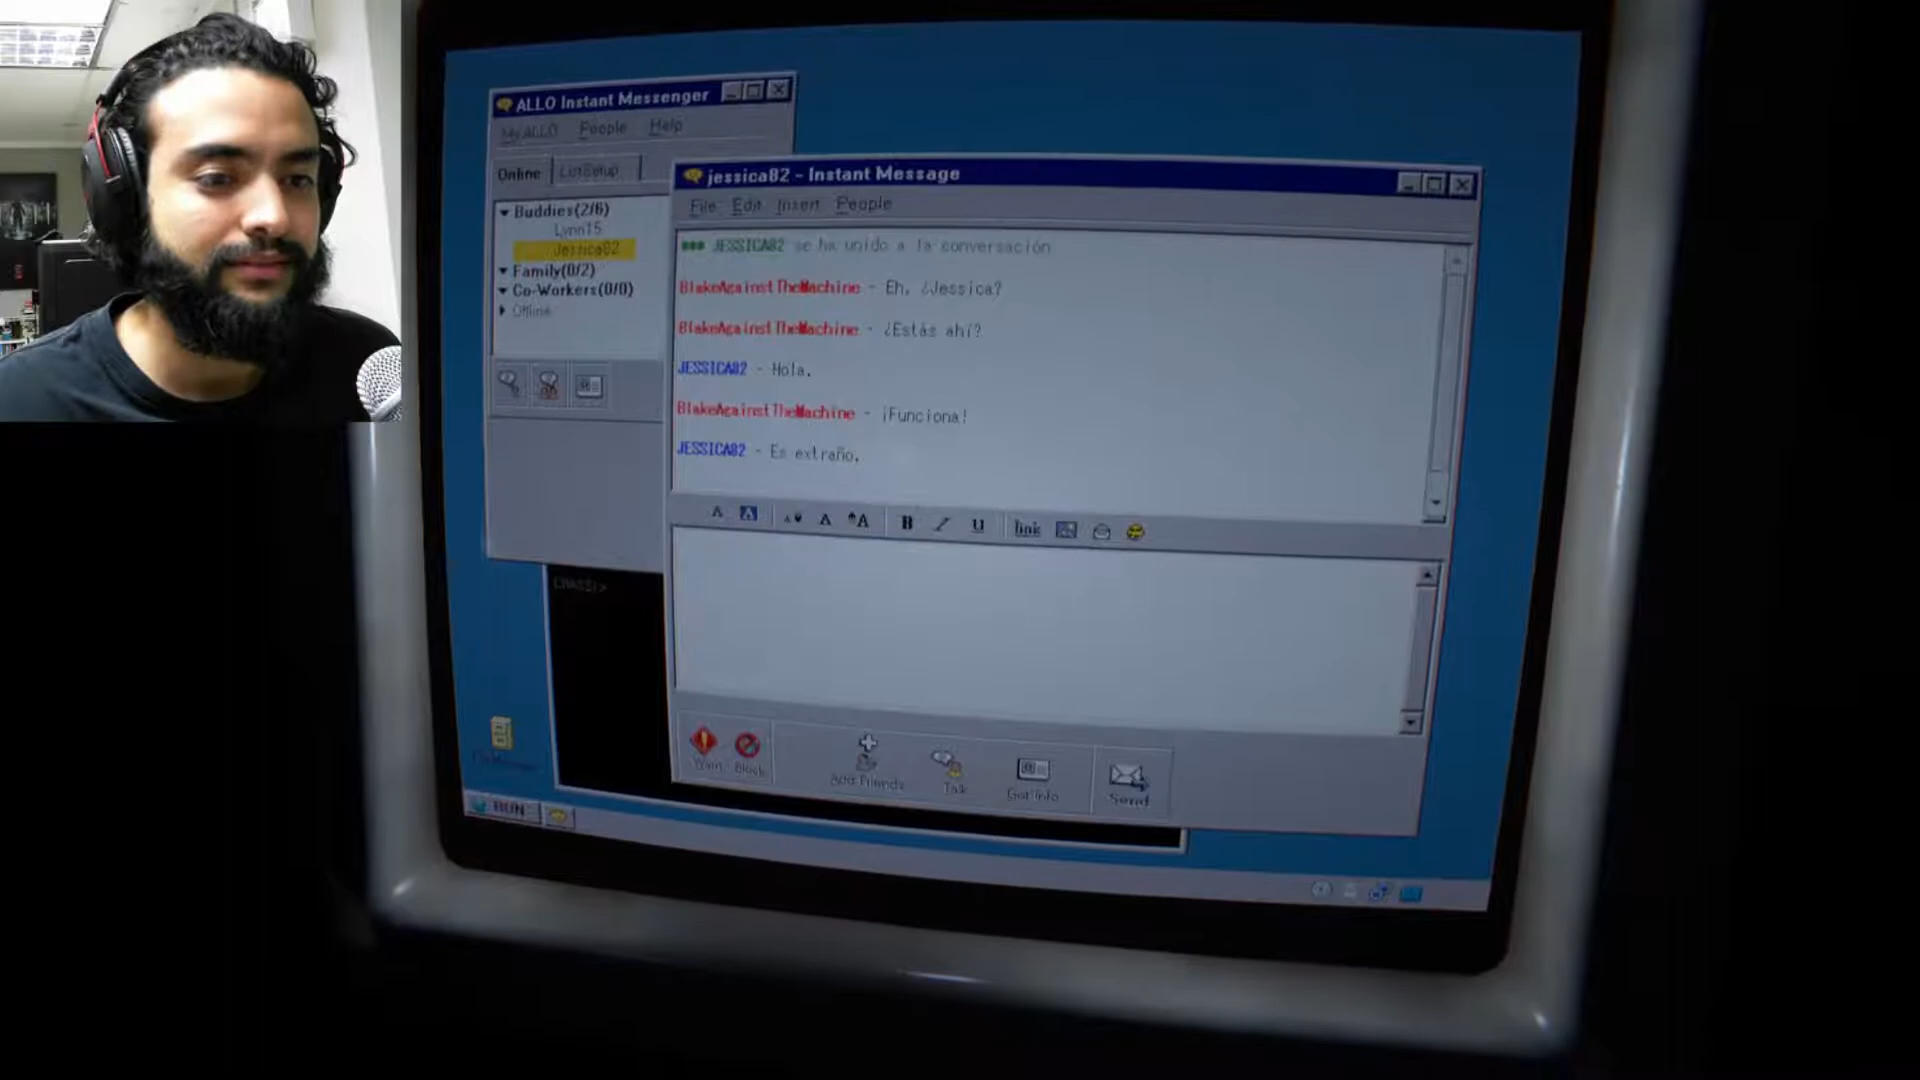 ALLO Instant Messenger
My ALLO People Help
Online List Setup
Buddies(2/6)
Lynn15
Jessica82
Family(0/2)
Co-Workers(0/0)
Offline
jessica82 - Instant Message
File Edit Insert People
*** JESSICA82 se ha unido a la conversación
BlakeAgainstTheMachine - Eh, ¿Jessica?
BlakeAgainstTheMachine - ¿Estás ahí?
JESSICA82 - Hola.
BlakeAgainstTheMachine - ¡Funciona!
JESSICA82 - Es extraño.
A A A A A B I U link
Warn Block Add Friends Talk Get Info Send
RUN